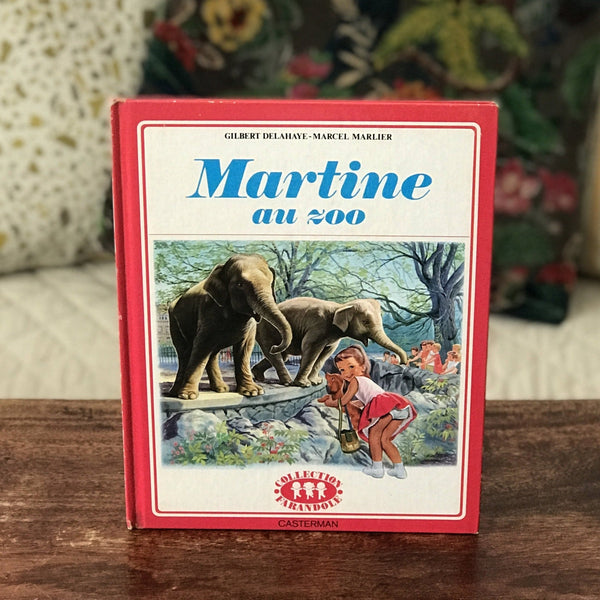 GILBERT DELAHAYE - MARCEL MARLIER
Martine
au zoo
COLLECTION
FARANDOLE
CASTERMAN